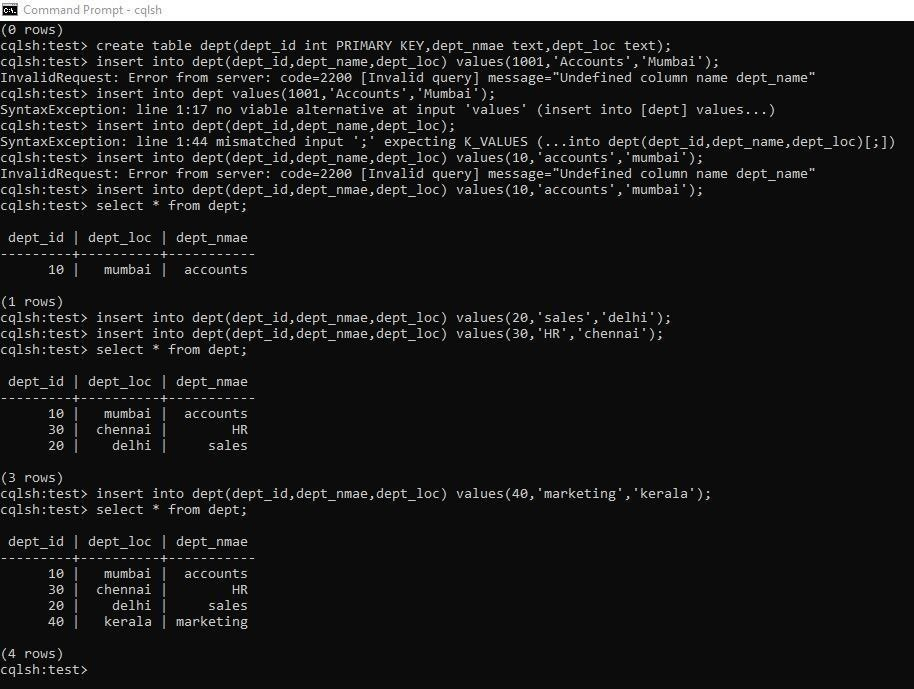 Command Prompt - cqlsh
(0 rows)
cqlsh:test> create table dept(dept_id int PRIMARY KEY,dept_nmae text,dept_loc text);
cqlsh:test> insert into dept(dept_id,dept_name,dept_loc) values(1001,'Accounts','Mumbai');
InvalidRequest: Error from server: code=2200 [Invalid query] message="Undefined column name dept_name"
cqlsh:test> insert into dept values(1001,'Accounts','Mumbai');
SyntaxException: line 1:17 no viable alternative at input 'values' (insert into [dept] values...)
cqlsh:test> insert into dept(dept_id,dept_name,dept_loc);
SyntaxException: line 1:44 mismatched input ';' expecting K_VALUES (...into dept(dept_id,dept_name,dept_loc)[;])
cqlsh:test> insert into dept(dept_id,dept_name,dept_loc) values(10,'accounts','mumbai');
InvalidRequest: Error from server: code=2200 [Invalid query] message="Undefined column name dept_name"
cqlsh:test> insert into dept(dept_id,dept_nmae,dept_loc) values(10,'accounts','mumbai');
cqlsh:test> select * from dept;
 dept_id | dept_loc | dept_nmae
---------+----------+-----------
      10 |   mumbai |  accounts
(1 rows)
cqlsh:test> insert into dept(dept_id,dept_nmae,dept_loc) values(20,'sales','delhi');
cqlsh:test> insert into dept(dept_id,dept_nmae,dept_loc) values(30,'HR','chennai');
cqlsh:test> select * from dept;
 dept_id | dept_loc | dept_nmae
---------+----------+-----------
      10 |   mumbai |  accounts
      30 |  chennai |        HR
      20 |    delhi |     sales
(3 rows)
cqlsh:test> insert into dept(dept_id,dept_nmae,dept_loc) values(40,'marketing','kerala');
cqlsh:test> select * from dept;
 dept_id | dept_loc | dept_nmae
---------+----------+-----------
      10 |   mumbai |  accounts
      30 |  chennai |        HR
      20 |    delhi |     sales
      40 |   kerala | marketing
(4 rows)
cqlsh:test>